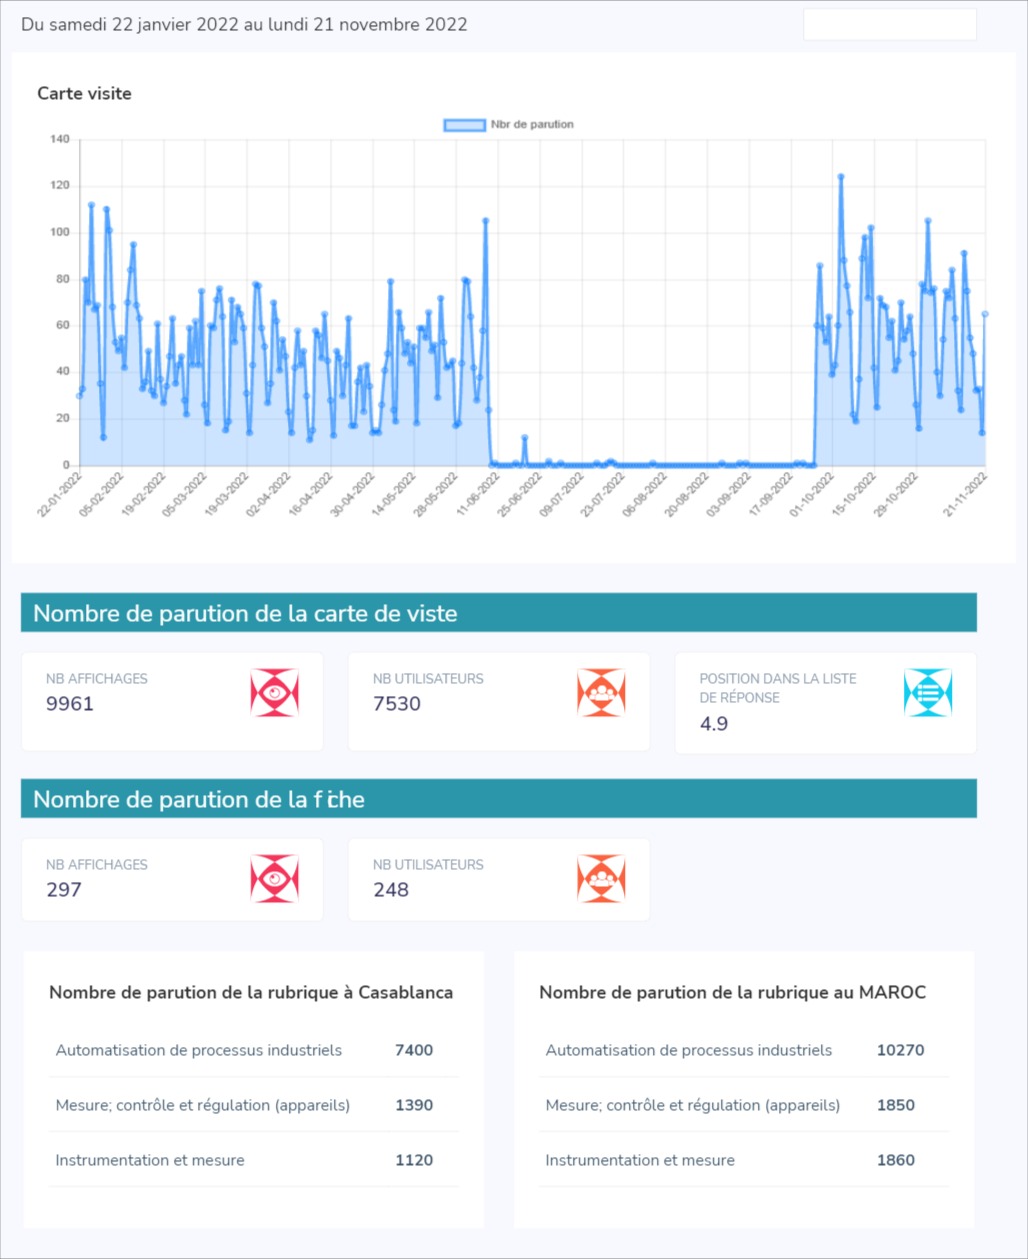 Du samedi 22 janvier 2022 au lundi 21 novembre 2022
Carte visite
Nbr de parution
140
120
100
80
60
40
20
0
22-01-2022
05-02-2022
19-02-2022
05-03-2022
19-03-2022
02-04-2022
16-04-2022
30-04-2022
14-05-2022
28-05-2022
11-06-2022
25-06-2022
09-07-2022
23-07-2022
06-08-2022
20-08-2022
03-09-2022
17-09-2022
01-10-2022
15-10-2022
29-10-2022
21-11-2022
Nombre de parution de la carte de viste
NB AFFICHAGES
9961
NB UTILISATEURS
7530
POSITION DANS LA LISTE
DE RÉPONSE
4.9
Nombre de parution de la fiche
NB AFFICHAGES
297
NB UTILISATEURS
248
Nombre de parution de la rubrique à Casablanca
Automatisation de processus industriels 7400
Mesure; contrôle et régulation (appareils) 1390
Instrumentation et mesure 1120
Nombre de parution de la rubrique au MAROC
Automatisation de processus industriels 10270
Mesure; contrôle et régulation (appareils) 1850
Instrumentation et mesure 1860